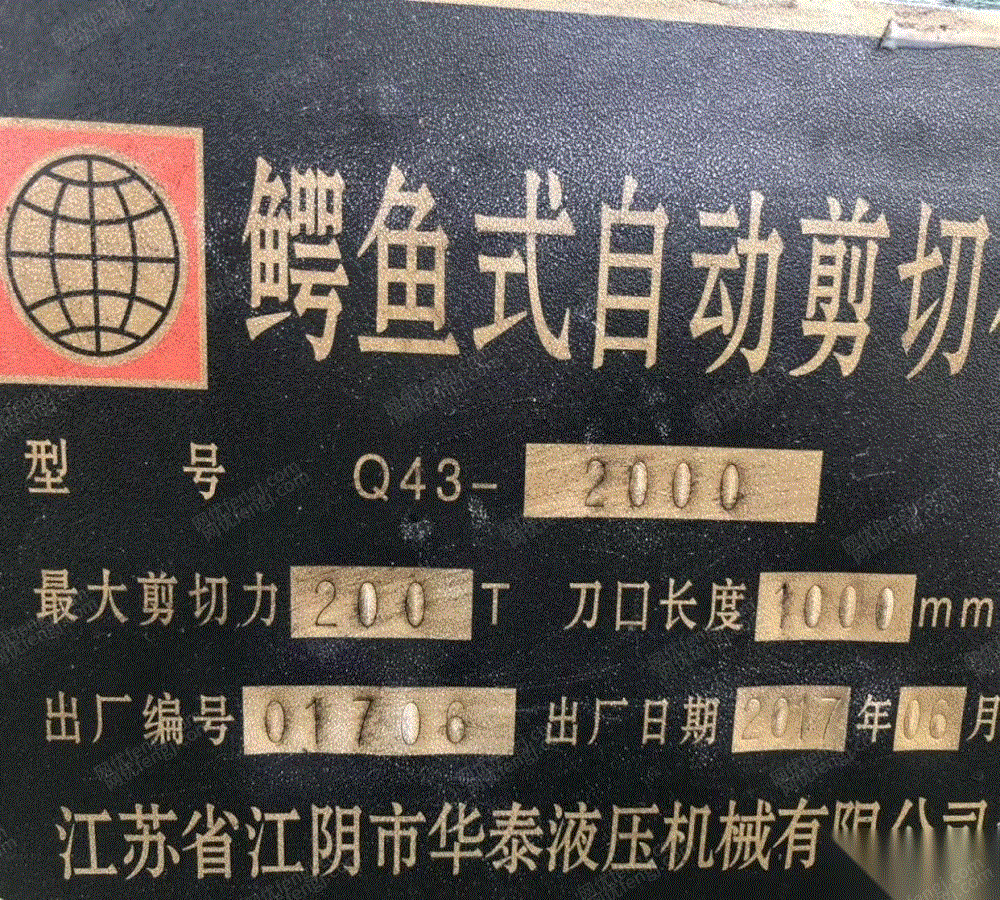 鳄鱼式自动剪切
型号 Q43-2000
最大剪切力 200 T 刀口长度 1000 mm
出厂编号 01706 出厂日期 2017 年 06 月
江苏省江阴市华泰液压机械有限公司